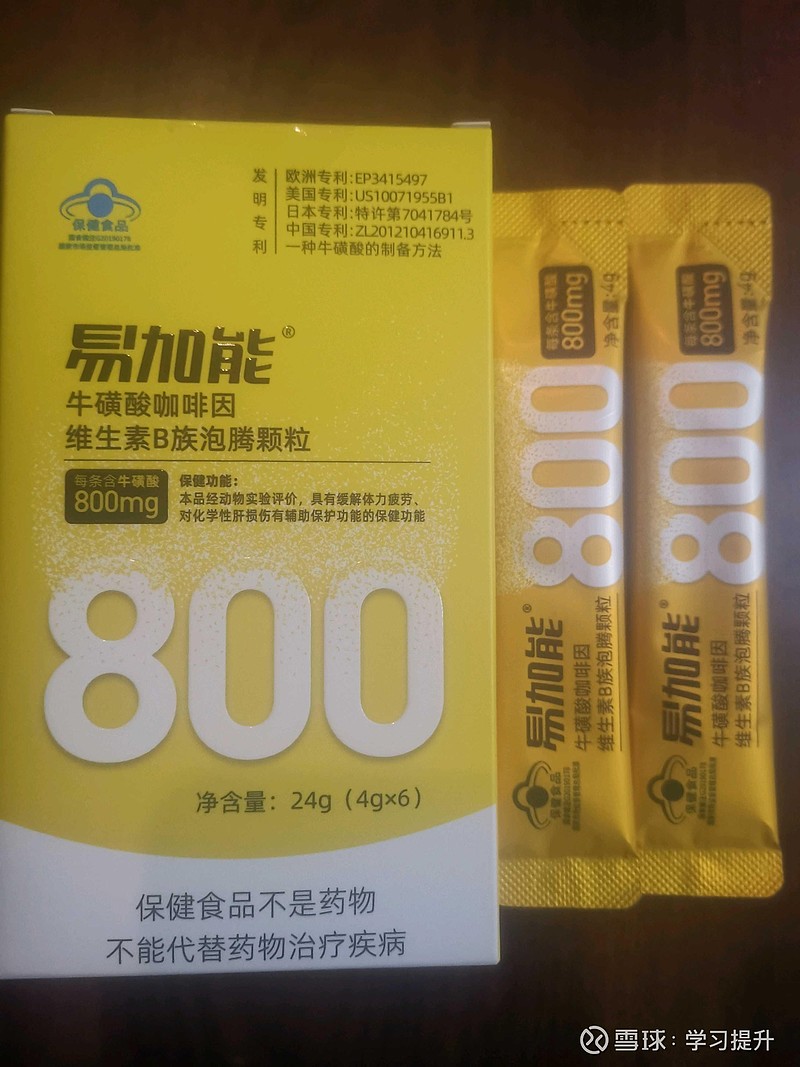 保健食品
发明专利
欧洲专利:EP3415497
美国专利:US10071955B1
日本专利:特许第7041784号
中国专利:ZL201210416911.3
一种牛磺酸的制备方法
易加能®
牛磺酸咖啡因
维生素B族泡腾颗粒
每条含牛磺酸
800mg
保健功能:
本品经动物实验评价，具有缓解体力疲劳、
对化学性肝损伤有辅助保护功能的保健功能
800
净含量：24g（4g×6）
保健食品不是药物
不能代替药物治疗疾病
每条含牛磺酸
800mg
净含量:4g
800
易加能®
牛磺酸咖啡因
维生素B族泡腾颗粒
保健食品
每条含牛磺酸
800mg
净含量:4g
800
易加能®
牛磺酸咖啡因
维生素B族泡腾颗粒
保健食品
雪球：学习提升